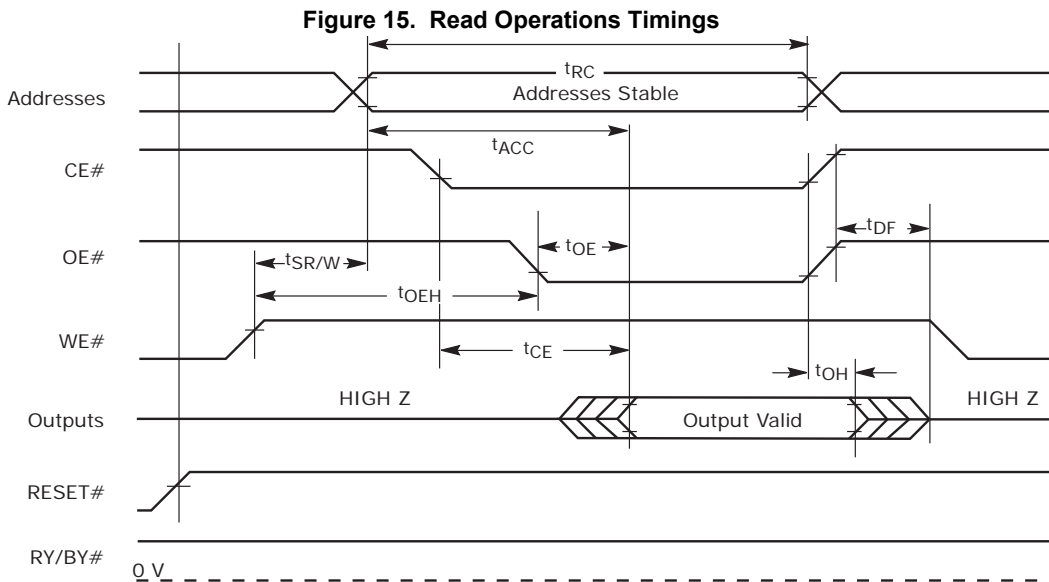 Figure 15. Read Operations Timings
tRC
Addresses
Addresses Stable
tACC
CE#
OE#
tOE
tDF
tSR/W
tOEH
WE#
tCE
tOH
HIGH Z
HIGH Z
Outputs
Output Valid
RESET#
RY/BY#
0 V